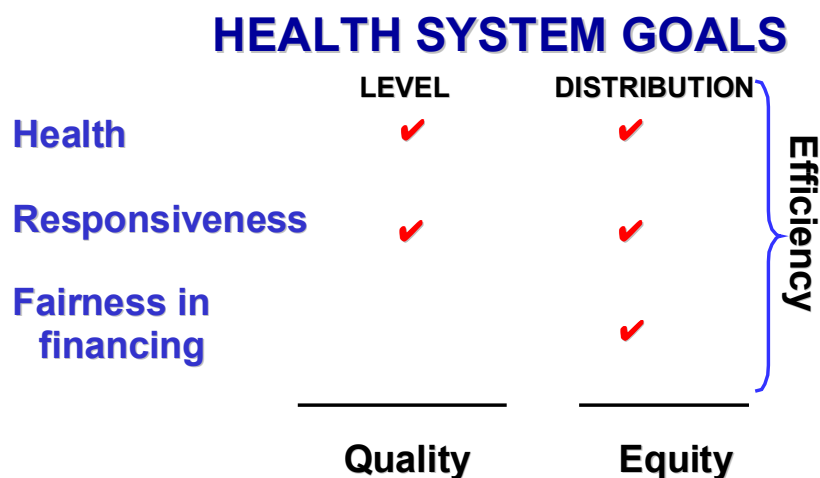 HEALTH SYSTEM GOALS
LEVEL DISTRIBUTION
Health ✔ ✔
Responsiveness ✔ ✔
Fairness in
financing ✔
Efficiency
Quality Equity